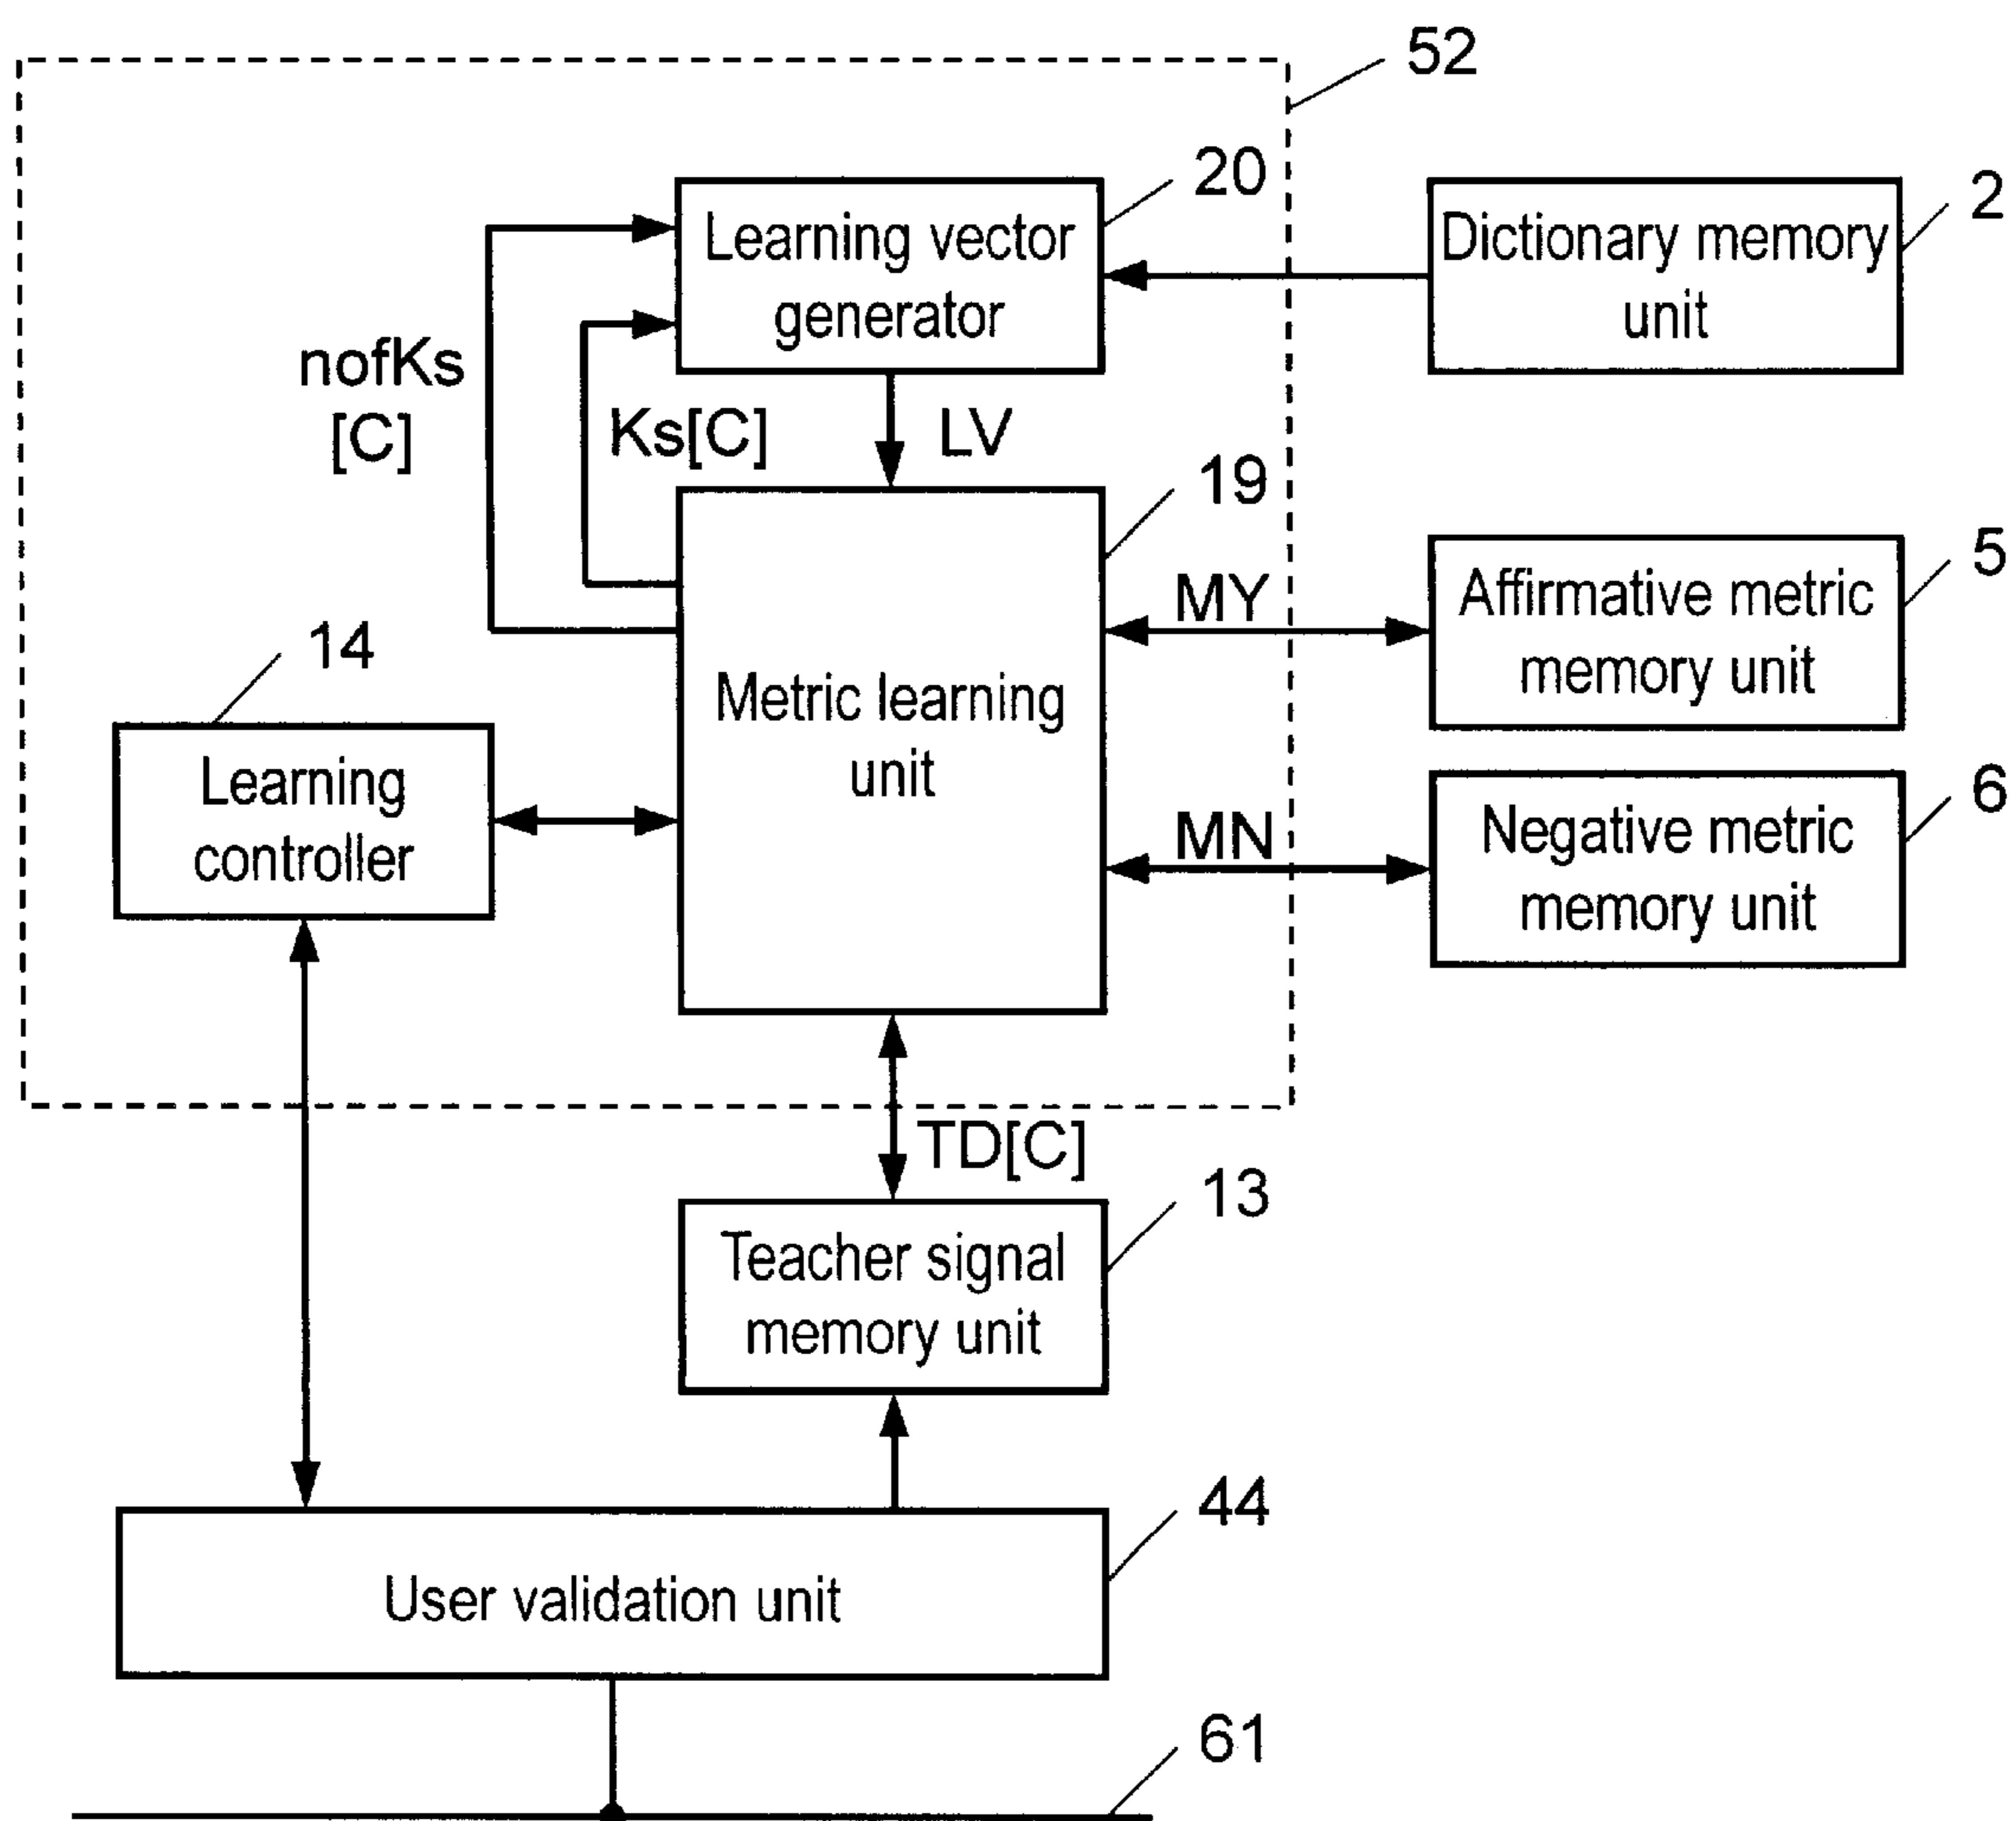 52
20
2
Learning vector
generator
Dictionary memory
unit
nofKs
[C]
Ks[C]
LV
19
5
MY
Affirmative metric
memory unit
14
Metric learning
unit
Learning
controller
6
MN
Negative metric
memory unit
TD[C]
13
Teacher signal
memory unit
44
User validation unit
61